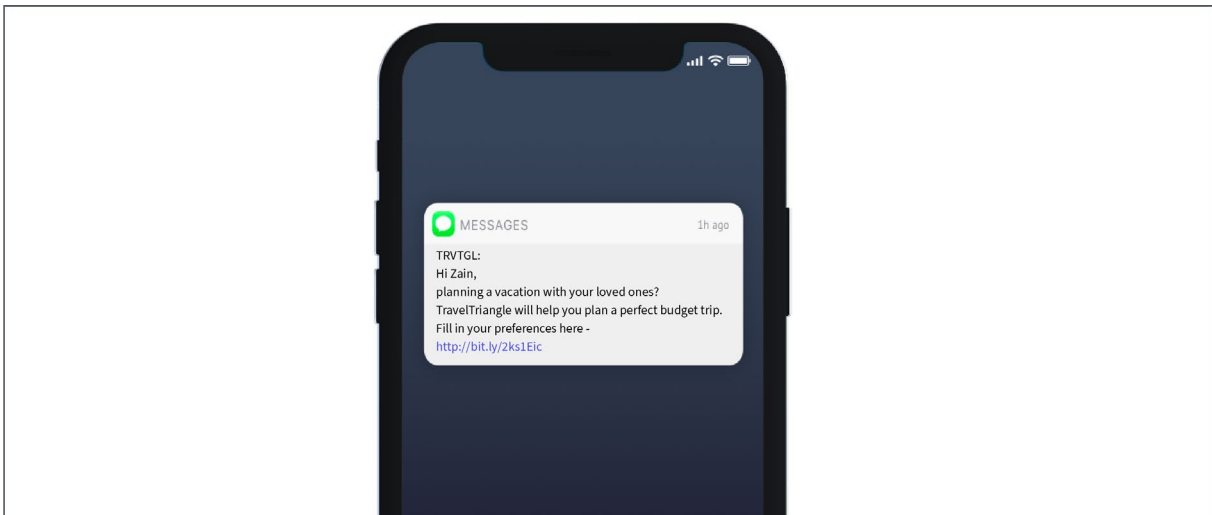 MESSAGES 1h ago
TRVTGL:
Hi Zain,
planning a vacation with your loved ones?
TravelTriangle will help you plan a perfect budget trip.
Fill in your preferences here -
http://bit.ly/2ks1Eic